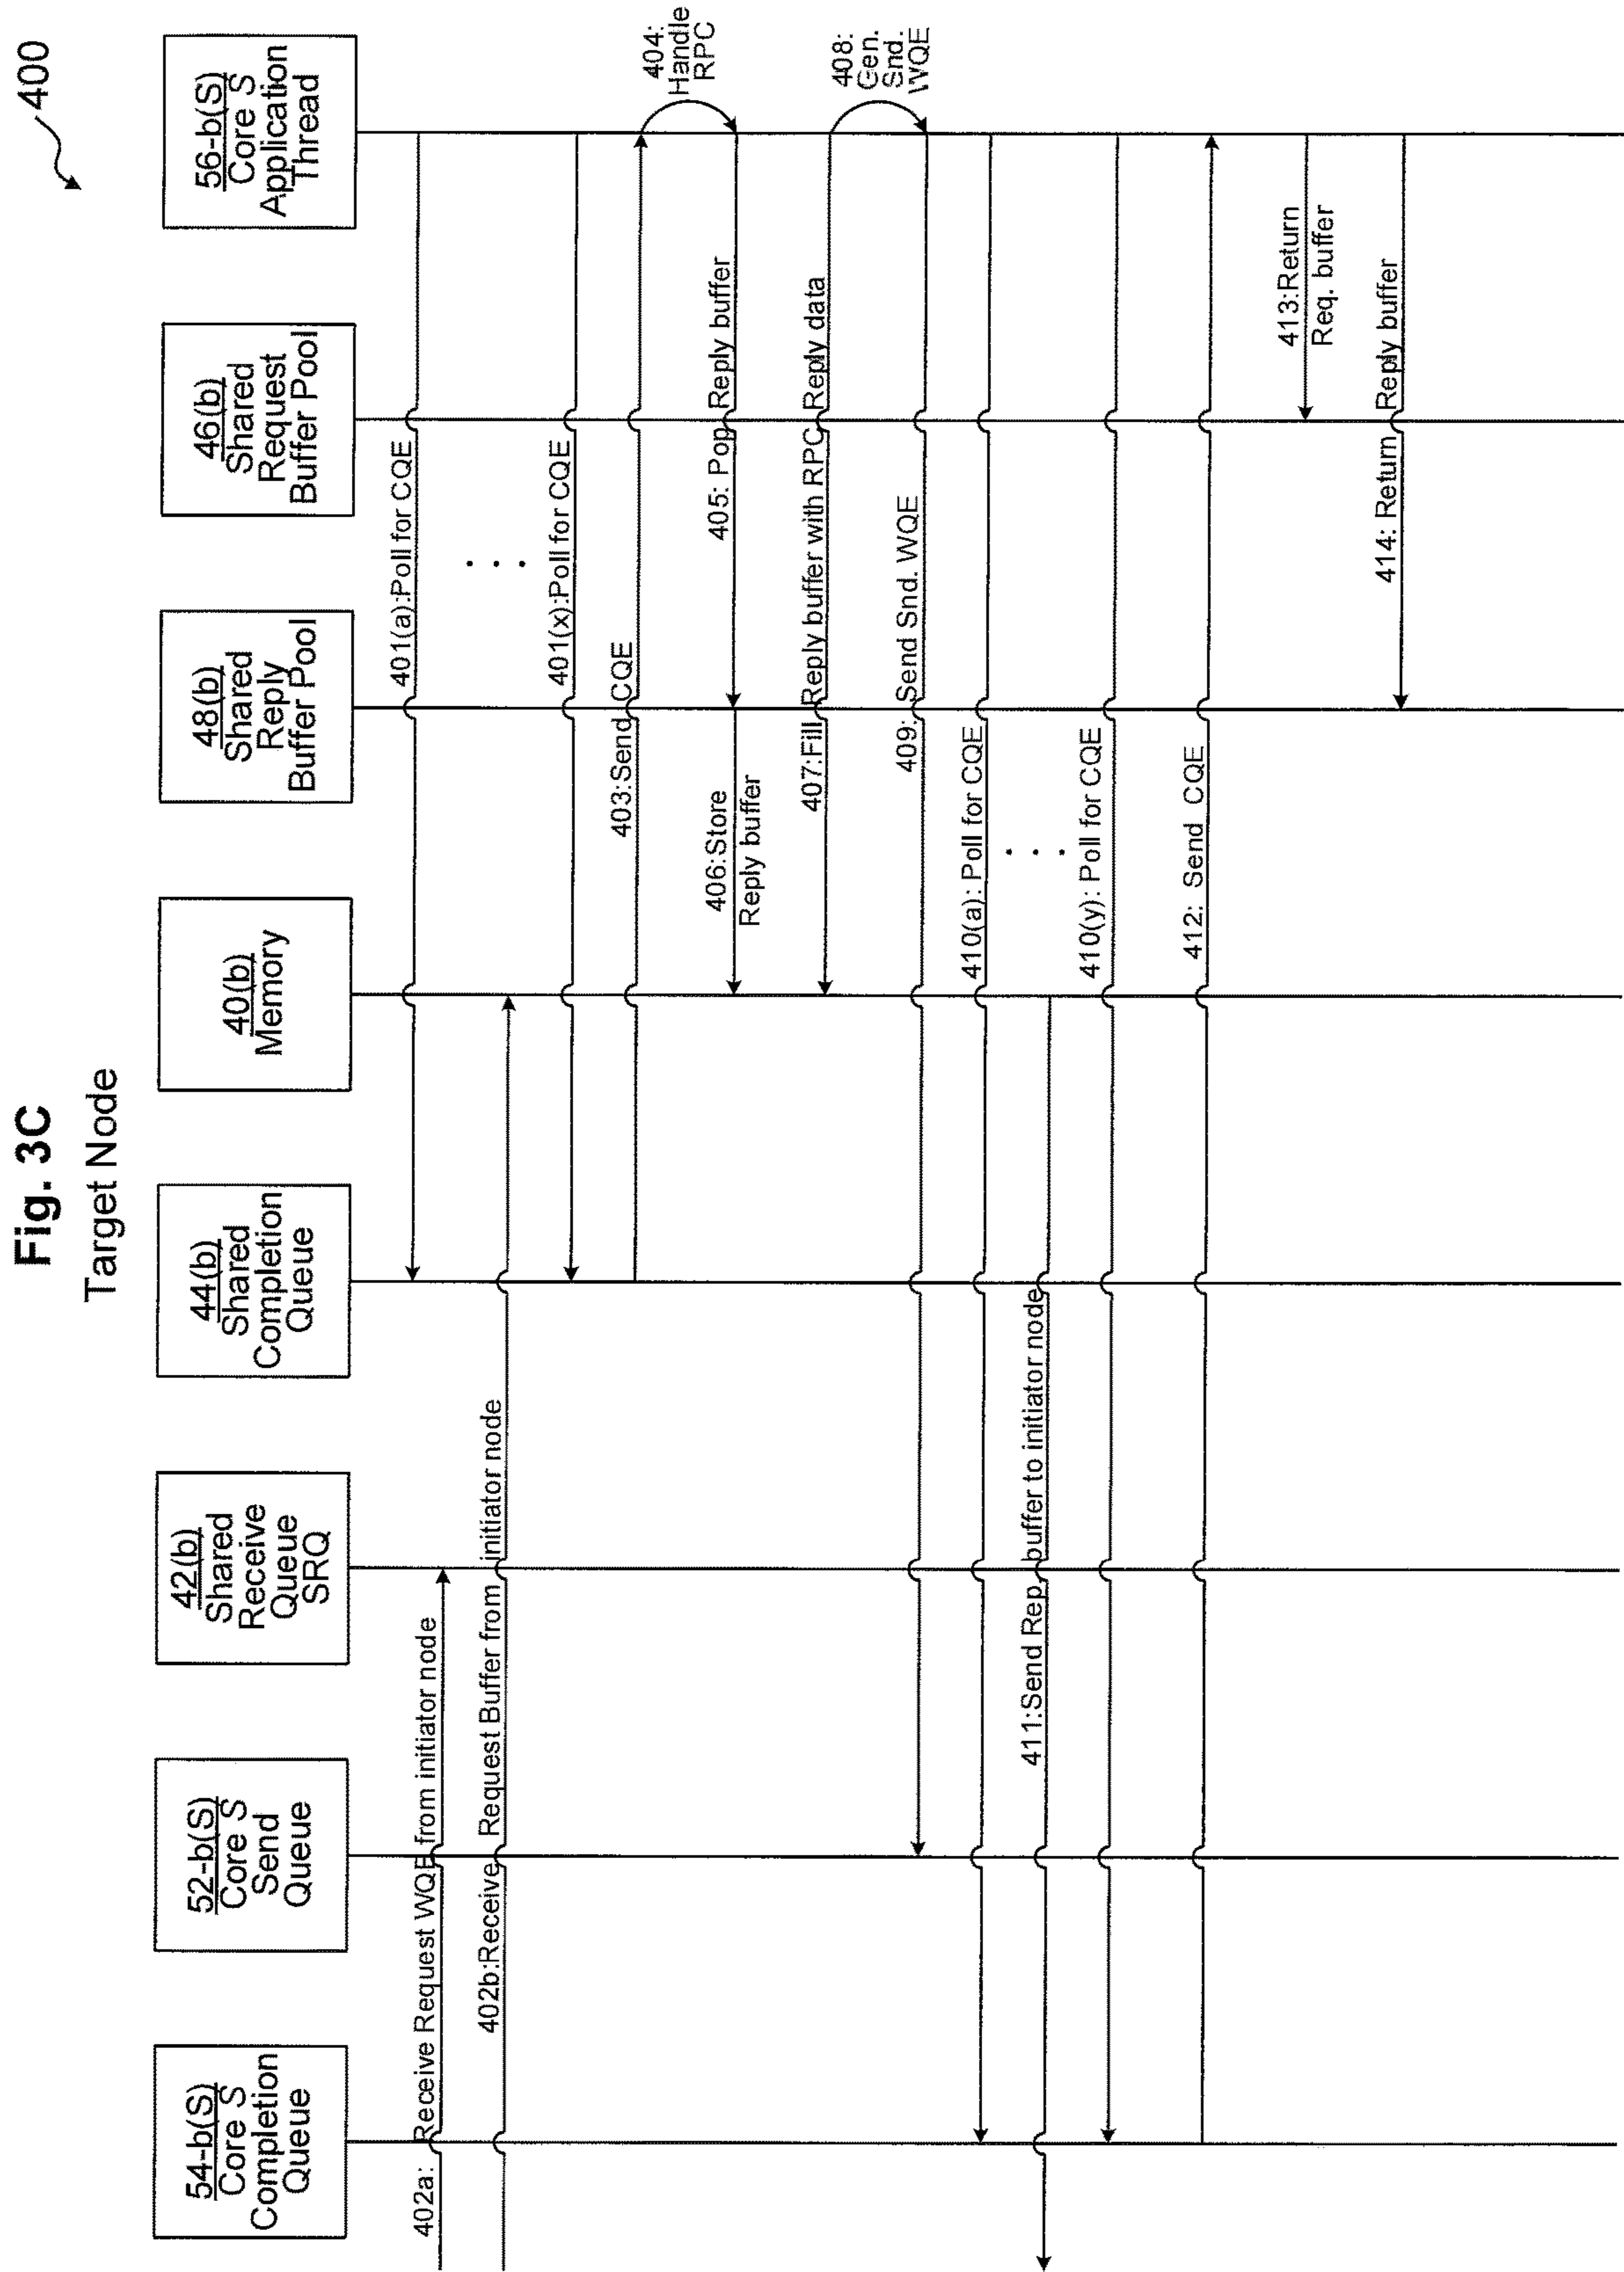 Fig. 3C
Target Node
400
54-b(S)
Core S
Completion
Queue
52-b(S)
Core S
Send
Queue
42(b)
Shared
Receive
Queue
SRQ
44(b)
Shared
Completion
Queue
40(b)
Memory
48(b)
Shared
Reply
Buffer Pool
46(b)
Shared
Request
Buffer Pool
56-b(S)
Core S
Application
Thread
401(a):Poll for CQE
402a: Receive Request WQE from initiator node
. . .
402b:Receive Request Buffer from initiator node
401(x):Poll for CQE
403:Send CQE
404:
Handle
RPC
405: Pop Reply buffer
406:Store
Reply buffer
407:Fill Reply buffer with RPC Reply data
408:
Gen.
Snd.
WQE
409: Send Snd. WQE
410(a): Poll for CQE
. . .
411:Send Rep. buffer to initiator node
410(y): Poll for CQE
412: Send CQE
413:Return
Req. buffer
414: Return Reply buffer